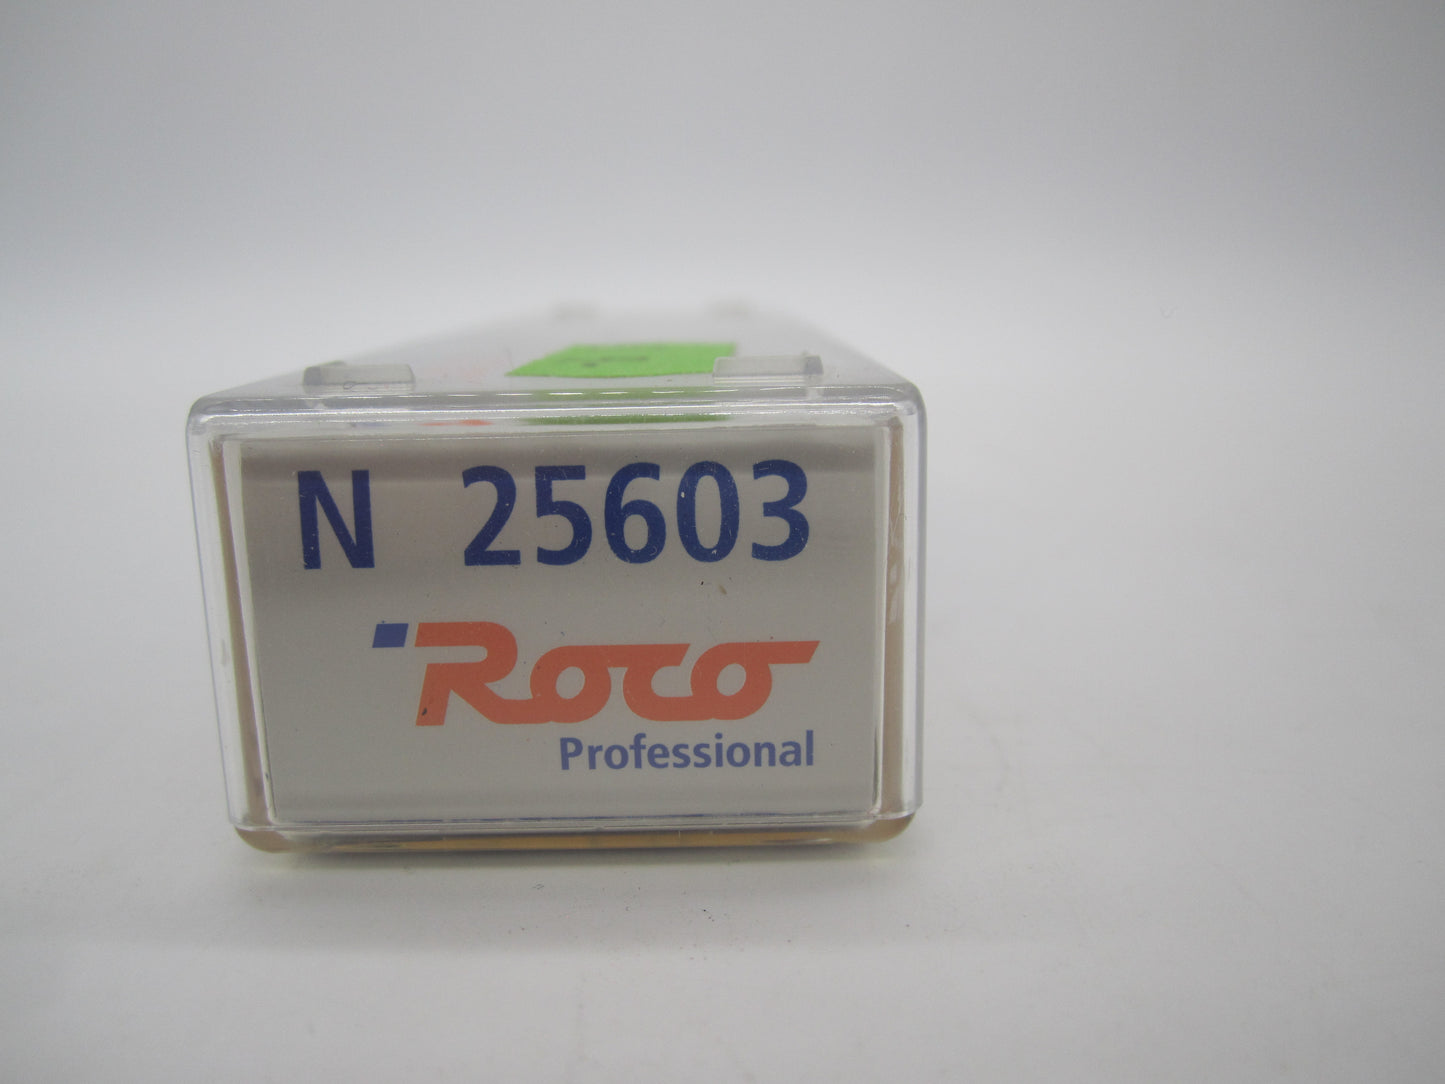 N 25603
Roco
Professional